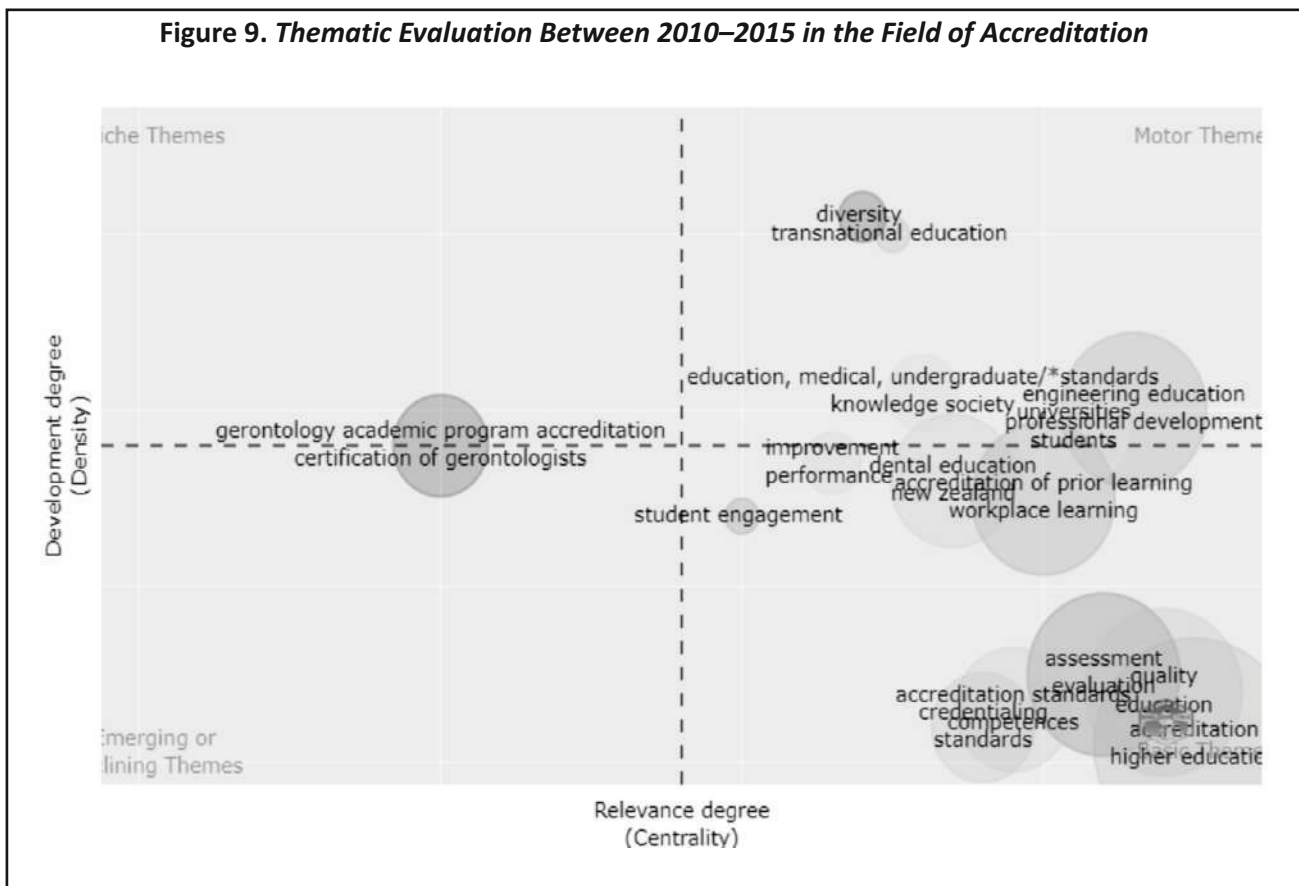 Figure 9. Thematic Evaluation Between 2010–2015 in the Field of Accreditation
iche Themes
Motor Theme
diversity
transnational education
education, medical, undergraduate/*standards
engineering education
knowledge society
universities
professional development
students
gerontology academic program accreditation
certification of gerontologists
improvement
performance
dental education
accreditation of prior learning
new zealand
workplace learning
student engagement
assessment
evaluation
quality
education
accreditation standards
credentialing
competences
standards
accreditation
Basic Theme
higher educatio
Emerging or
clining Themes
Development degree
(Density)
Relevance degree
(Centrality)